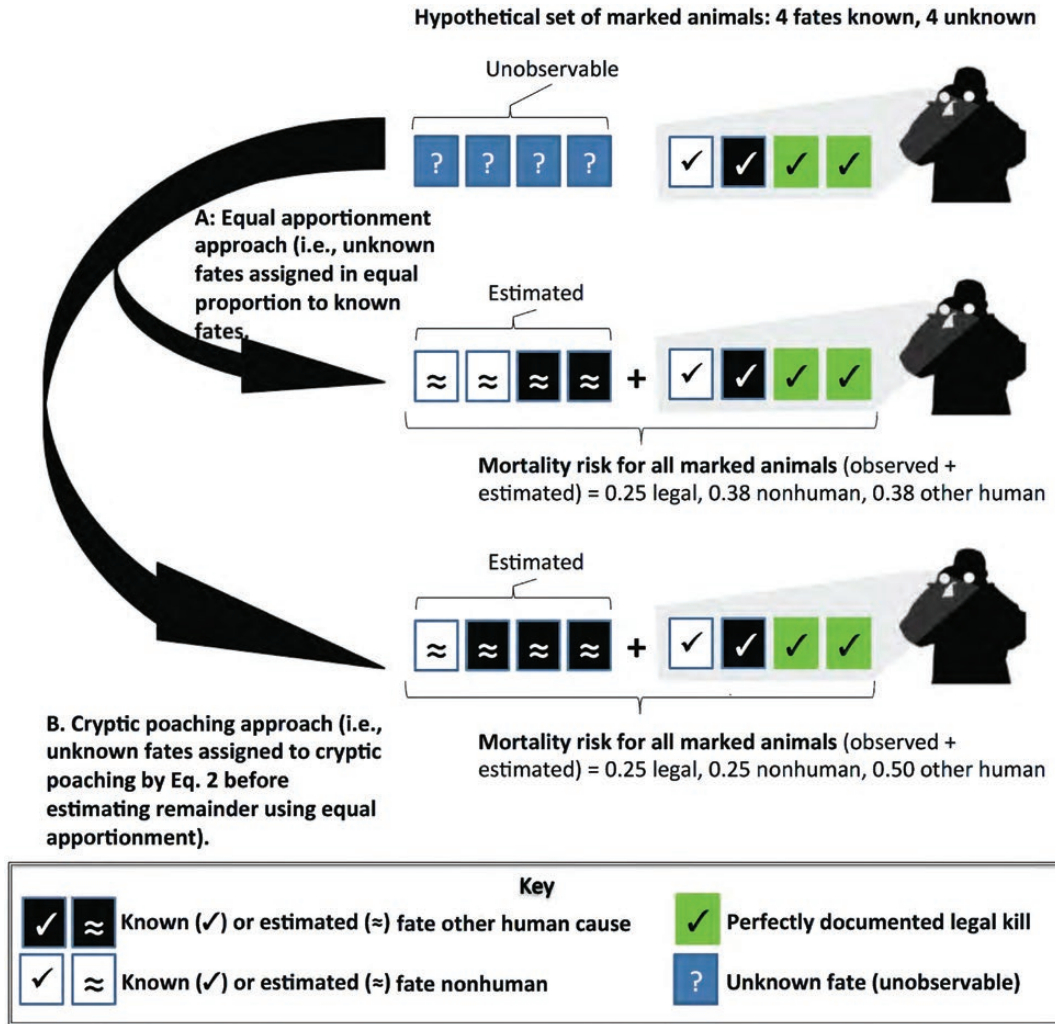 Hypothetical set of marked animals: 4 fates known, 4 unknown
Unobservable
? ? ? ? ✓ ✓ ✓ ✓
A: Equal apportionment
approach (i.e., unknown
fates assigned in equal
proportion to known
fates.
Estimated
≈ ≈ ≈ ≈ + ✓ ✓ ✓ ✓
Mortality risk for all marked animals (observed +
estimated) = 0.25 legal, 0.38 nonhuman, 0.38 other human
Estimated
≈ ≈ ≈ ≈ + ✓ ✓ ✓ ✓
B. Cryptic poaching approach (i.e.,
unknown fates assigned to cryptic
poaching by Eq. 2 before
estimating remainder using equal
apportionment).
Mortality risk for all marked animals (observed +
estimated) = 0.25 legal, 0.25 nonhuman, 0.50 other human
Key
✓ ≈ Known (✓) or estimated (≈) fate other human cause
✓ ≈ Known (✓) or estimated (≈) fate nonhuman
✓ Perfectly documented legal kill
? Unknown fate (unobservable)